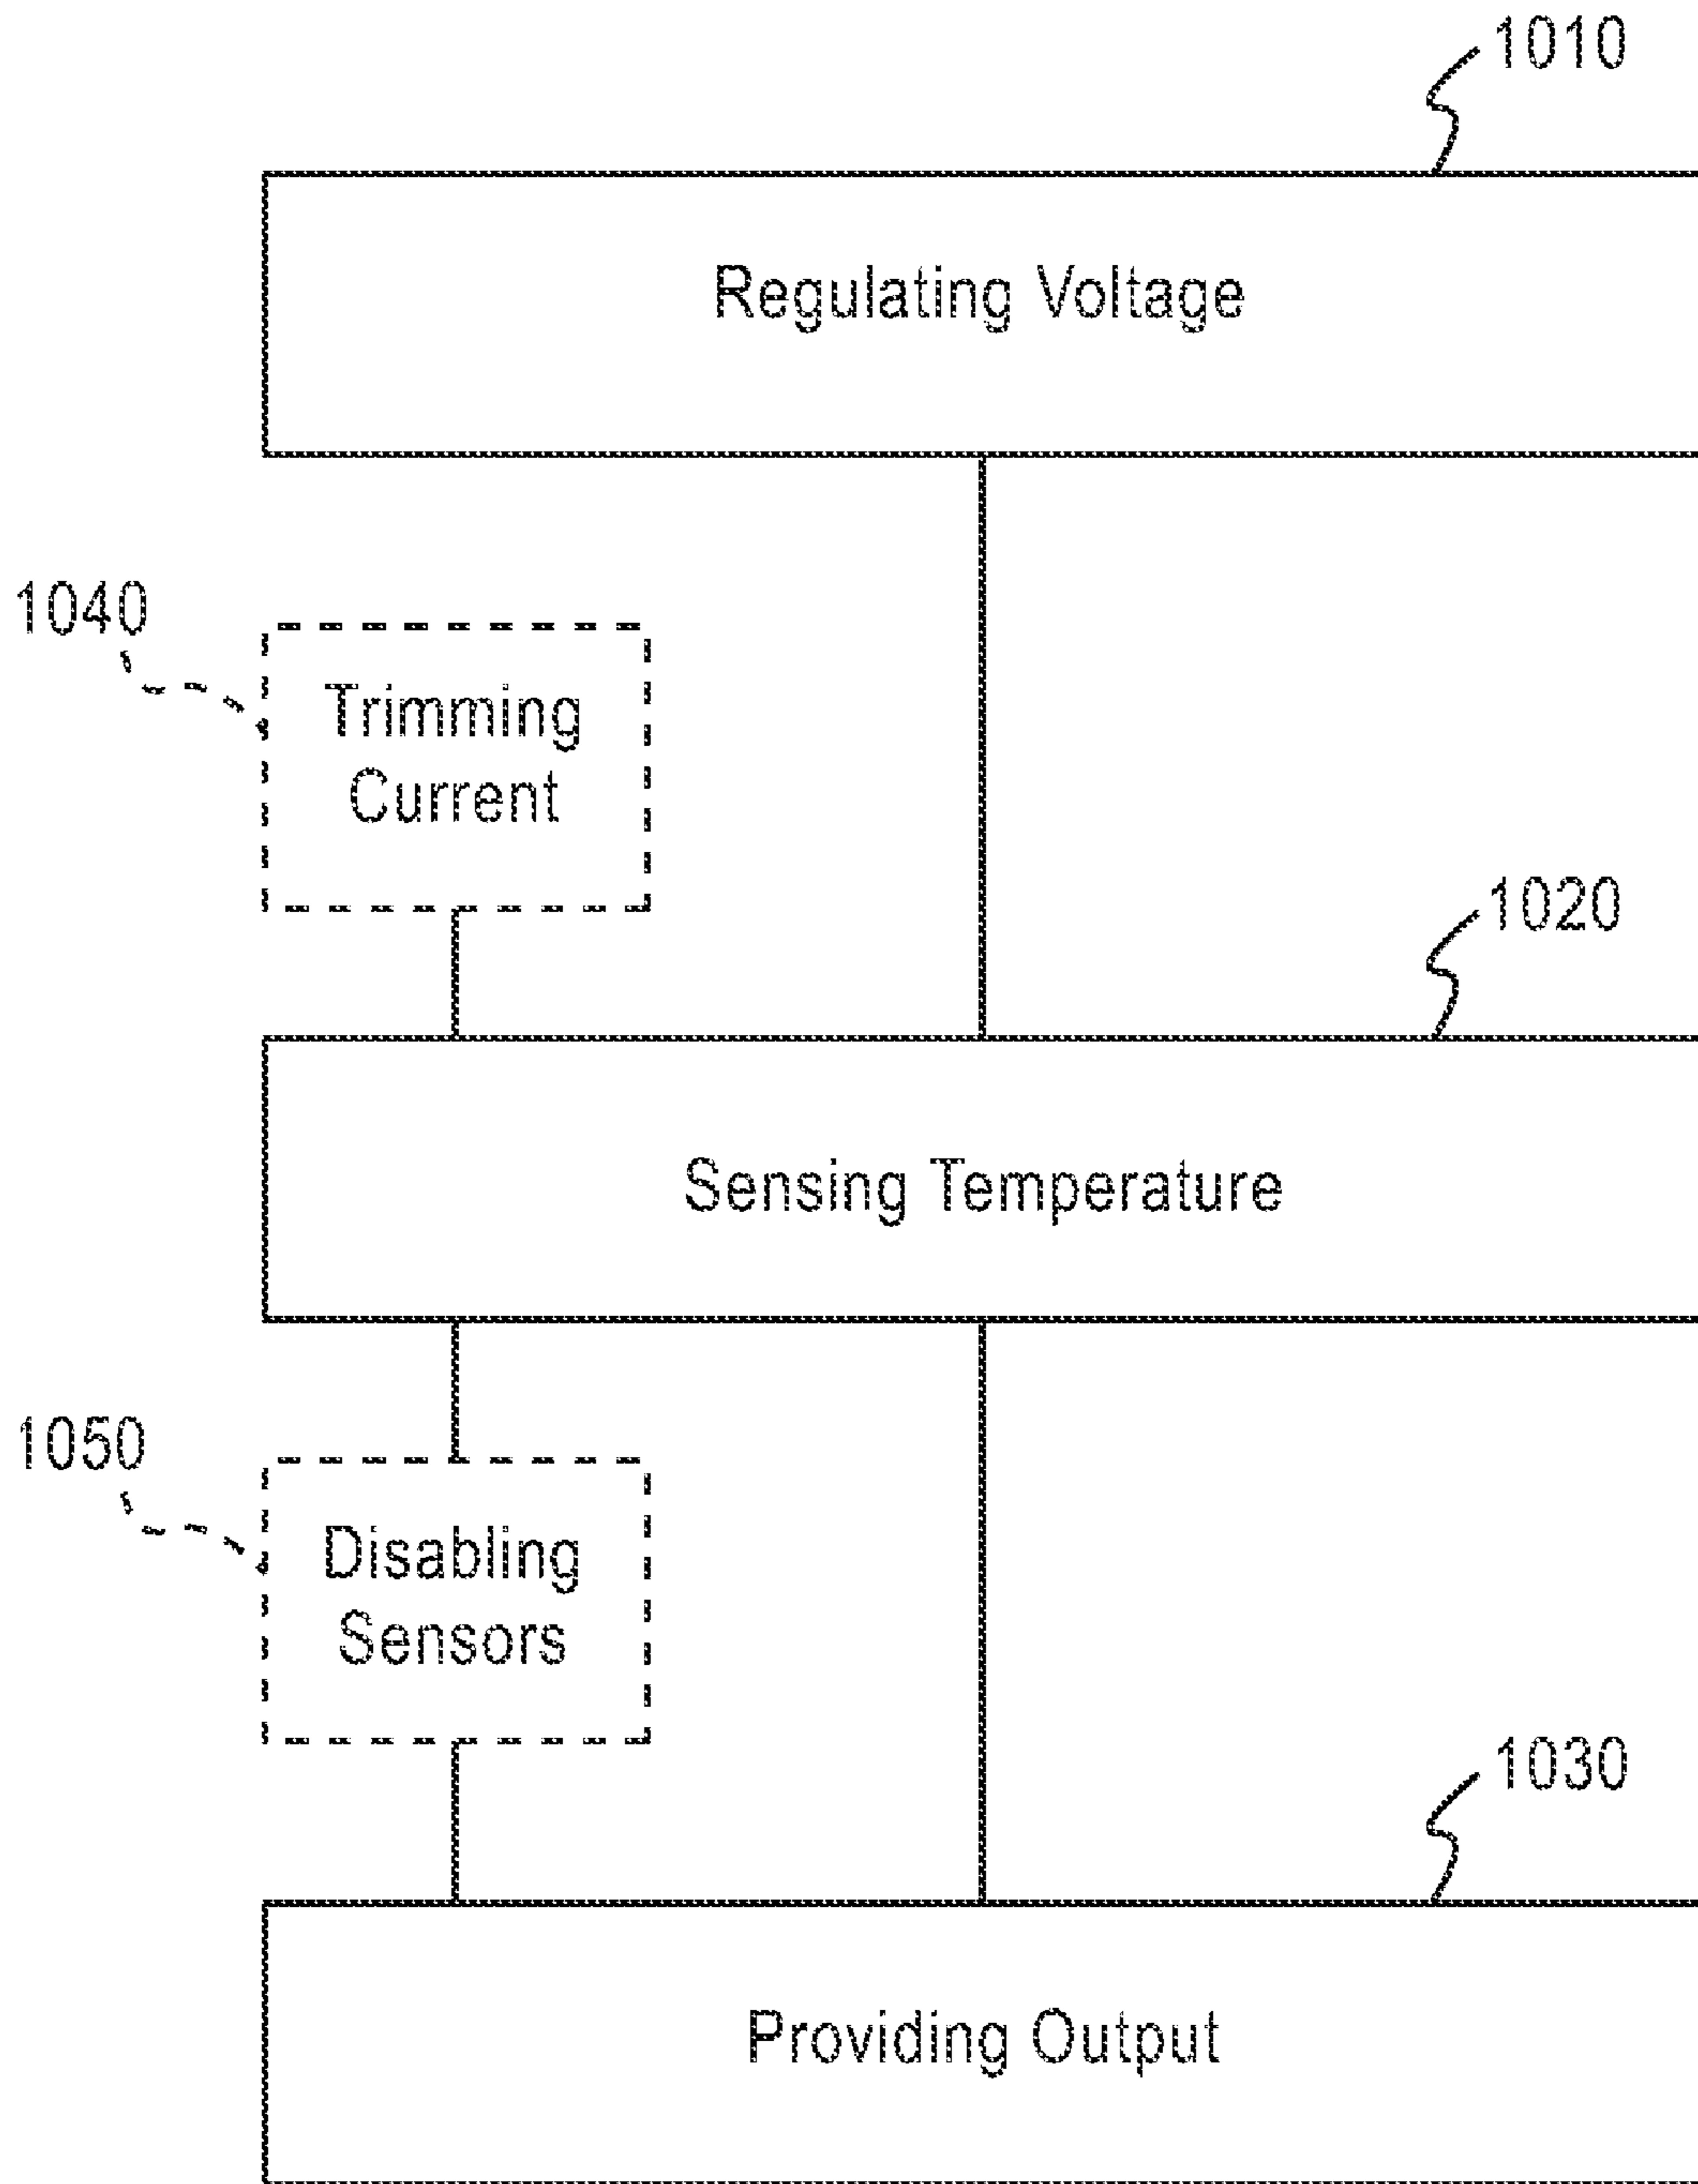 1010
Regulating Voltage
1040
Trimming
Current
1020
Sensing Temperature
1050
Disabling
Sensors
1030
Providing Output